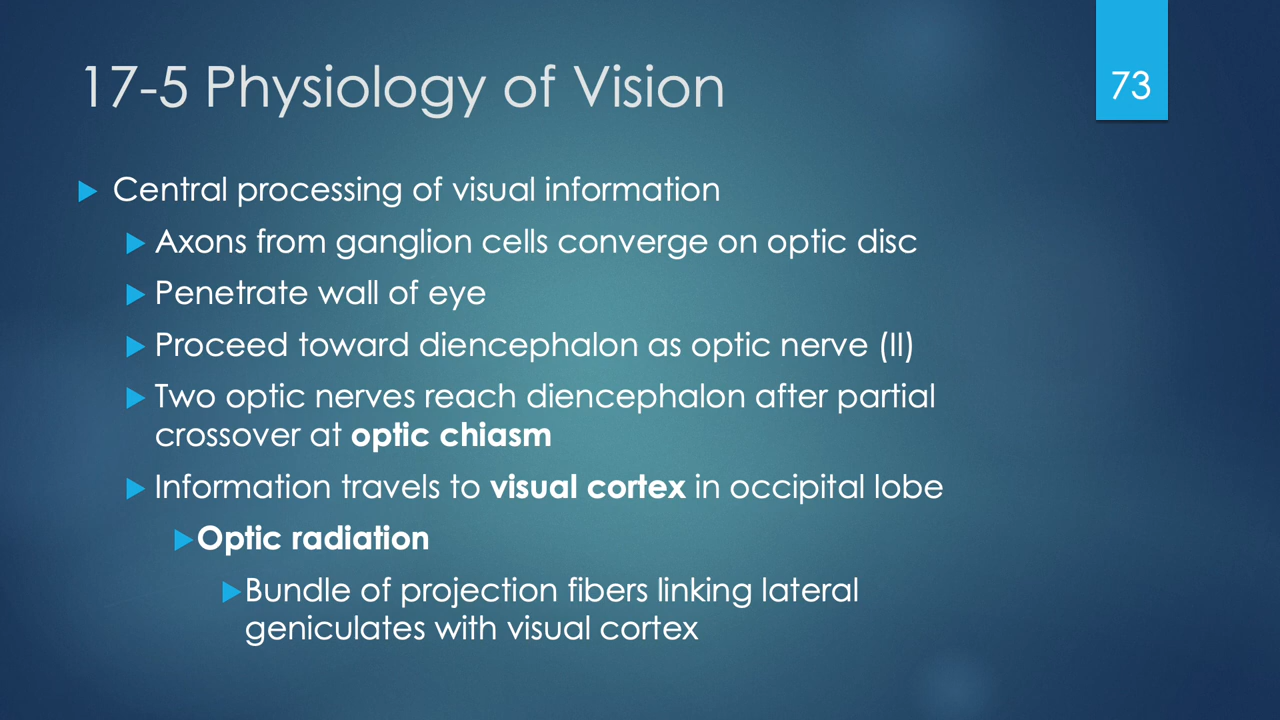 17-5 Physiology of Vision
73
Central processing of visual information
Axons from ganglion cells converge on optic disc
Penetrate wall of eye
Proceed toward diencephalon as optic nerve (II)
Two optic nerves reach diencephalon after partial
crossover at optic chiasm
Information travels to visual cortex in occipital lobe
Optic radiation
Bundle of projection fibers linking lateral
geniculates with visual cortex